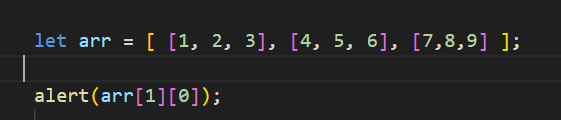 let arr = [ [1, 2, 3], [4, 5, 6], [7,8,9] ];
alert(arr[1][0]);